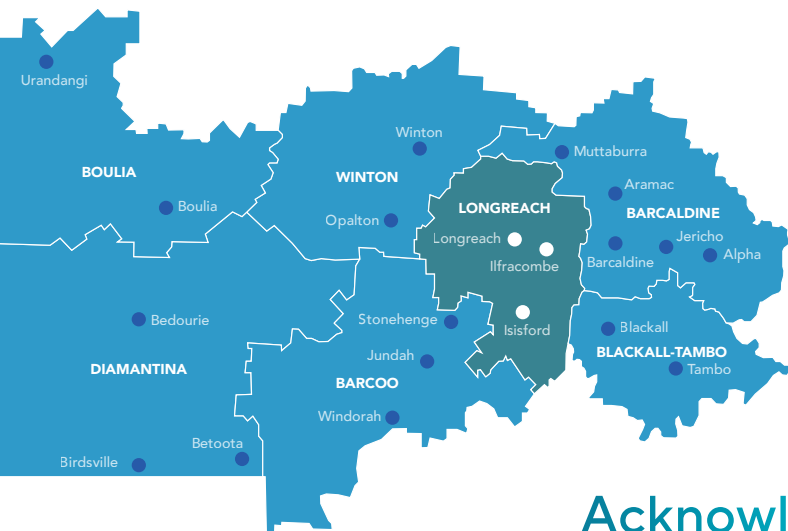 Urandangi
BOULIA
Boulia
Winton
WINTON
Opalton
Muttaburra
Aramac
BARCALDINE
Jericho
Alpha
Barcaldine
LONGREACH
Longreach
Ilfracombe
Isisford
Bedourie
DIAMANTINA
Stonehenge
Jundah
BARCOO
Windorah
Blackall
BLACKALL-TAMBO
Tambo
Betoota
Birdsville
Acknowl